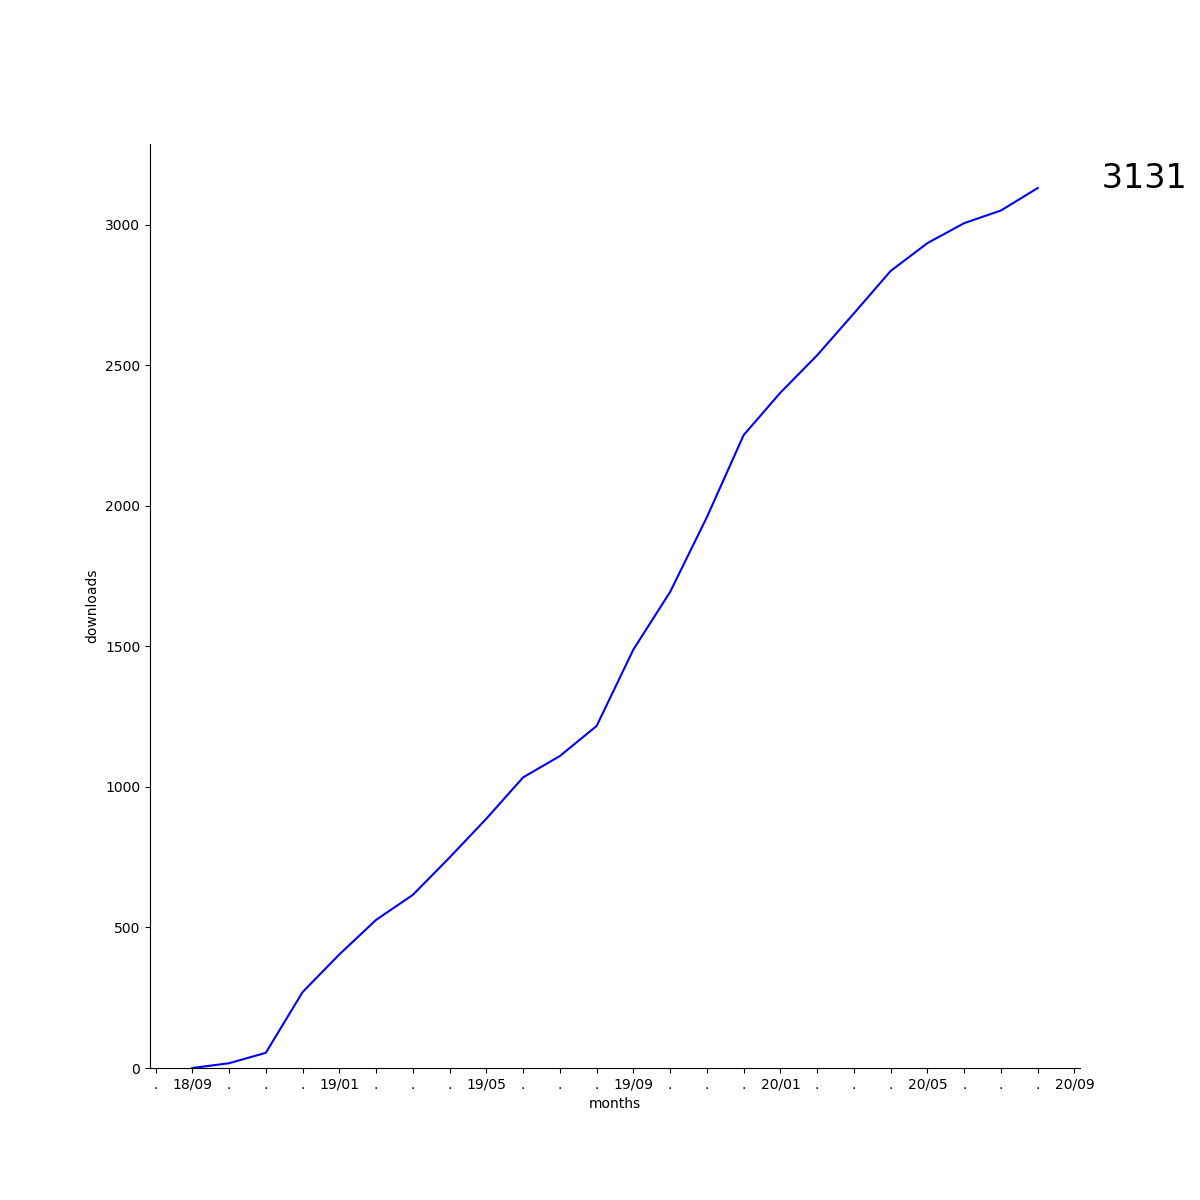 3131
3000
2500
2000
1500
1000
500
0
downloads
. 18/09 . . . 19/01 . . . 19/05 . . . 19/09 . . . 20/01 . . . 20/05 . . . 20/09
months